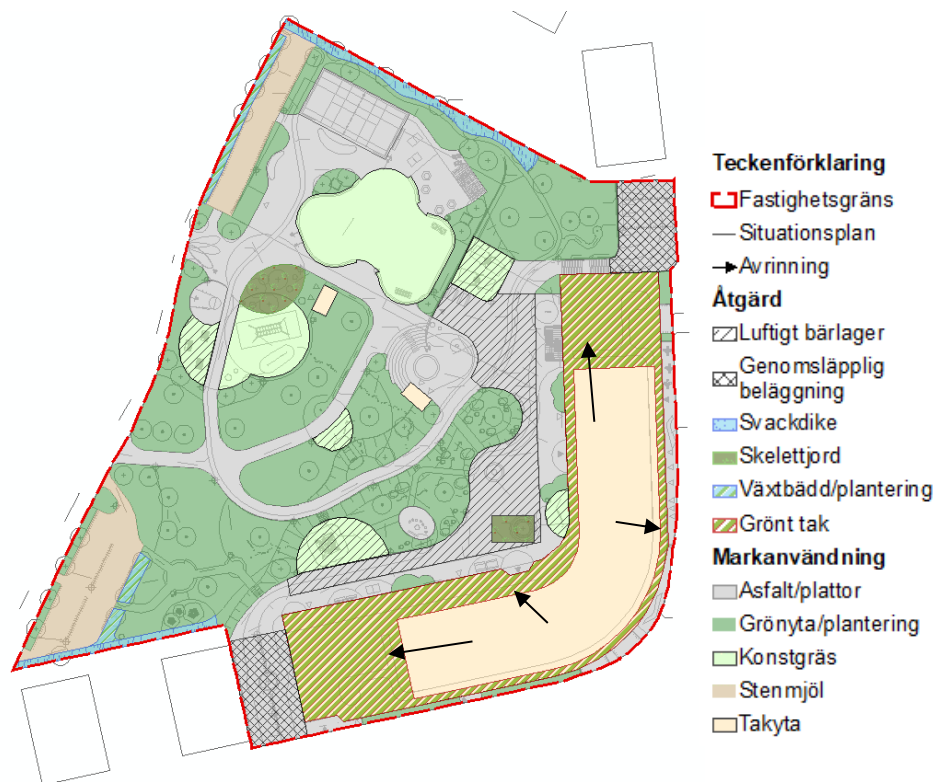 Teckenförklaring
Fastighetsgräns
Situationsplan
Avrinning
Åtgärd
Luftigt bärlager
Genomsläpplig
beläggning
Svackdike
Skelettjord
Växtbädd/plantering
Grönt tak
Markanvändning
Asfalt/plattor
Grönyta/plantering
Konstgräs
Stenmjöl
Takyta